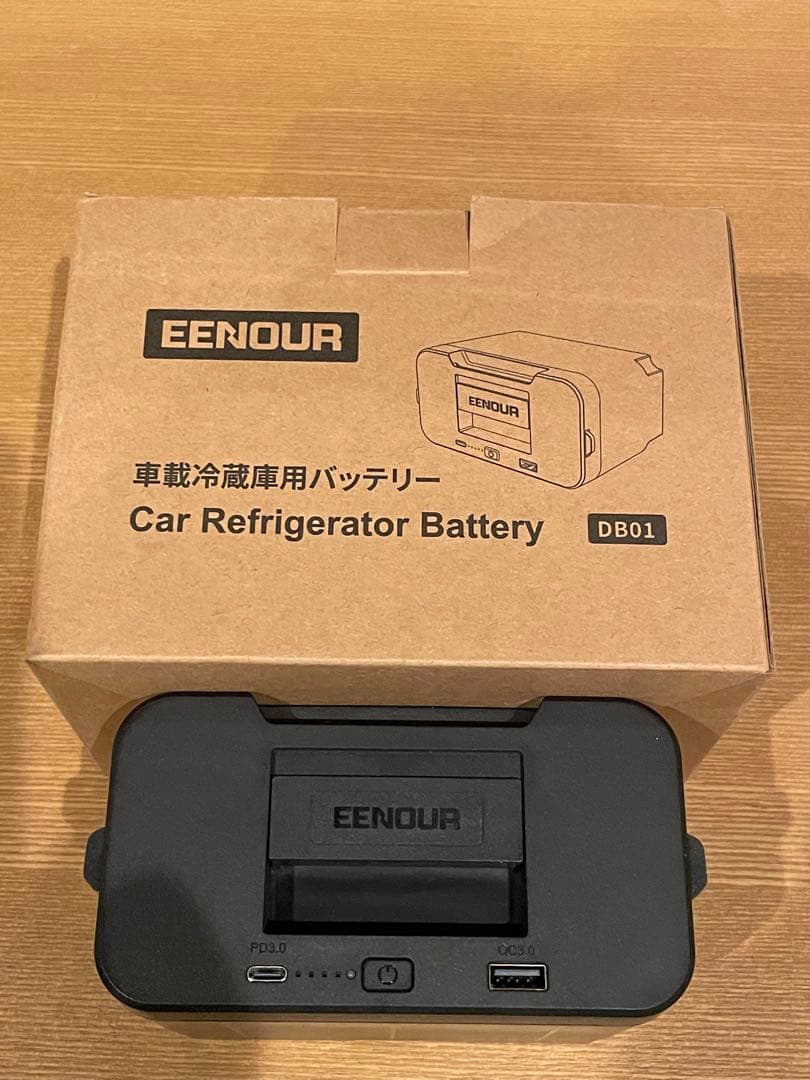 EENOUR
EENOUR
車載冷蔵庫用バッテリー
Car Refrigerator Battery DB01
EENOUR
PD3.0 QC3.0